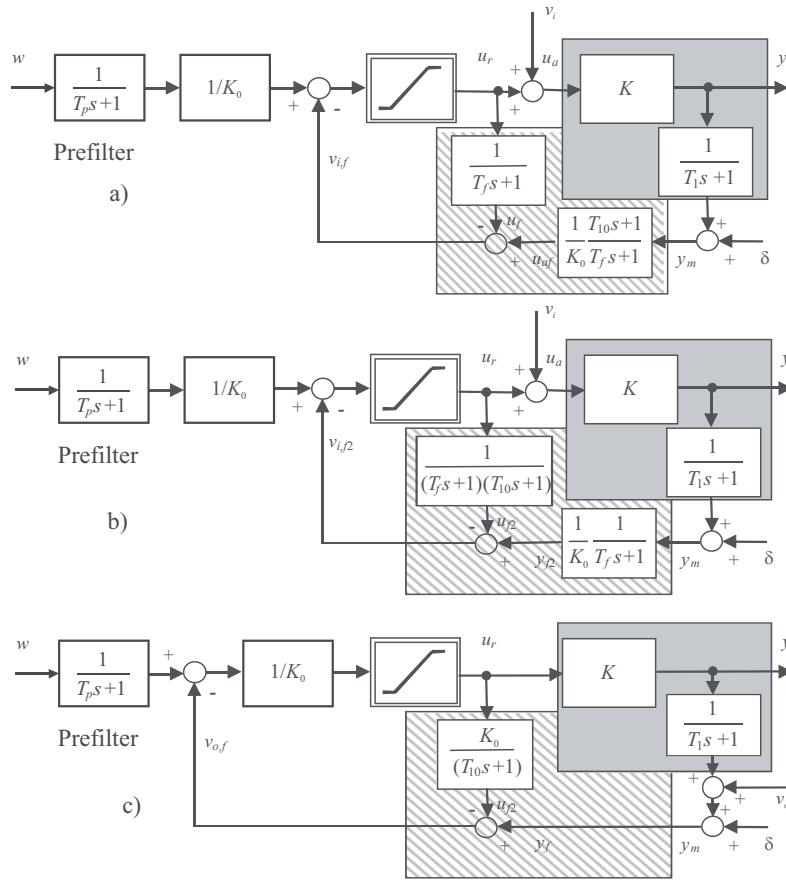 w
1
T_p s+1
Prefilter
1/K_0
+
-
u_r
v_i
+
+
u_a
K
y
1
T_1 s+1
v_{i,f}
1
T_f s+1
-
u_f
+
u_{af}
1 T_{10}s+1
K_0 T_f s+1
y_m
+
+
δ
a)
w
1
T_p s+1
Prefilter
1/K_0
+
-
u_r
v_i
+
+
u_a
K
y
1
T_1 s+1
v_{i,f2}
1
(T_f s+1)(T_{10}s+1)
-
u_{f2}
+
y_{f2}
1 1
K_0 T_f s+1
y_m
+
+
δ
b)
w
1
T_p s+1
Prefilter
+
-
1/K_0
u_r
K
y
1
T_1 s+1
v_{o,f}
K_0
(T_{10}s+1)
-
u_{f2}
+
y_f
y_m
+
+
+
+
δ
c)